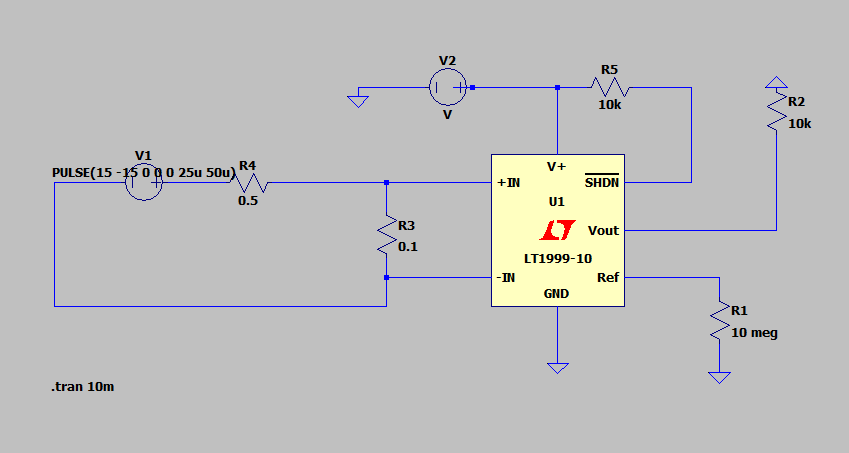 V2
V
R5
10k
R2
10k
V1
PULSE(15 -15 0 0 0 25u 50u)
R4
0.5
R3
0.1
V+
+IN
SHDN
U1
Vout
LT1999-10
-IN
Ref
GND
R1
10 meg
.tran 10m